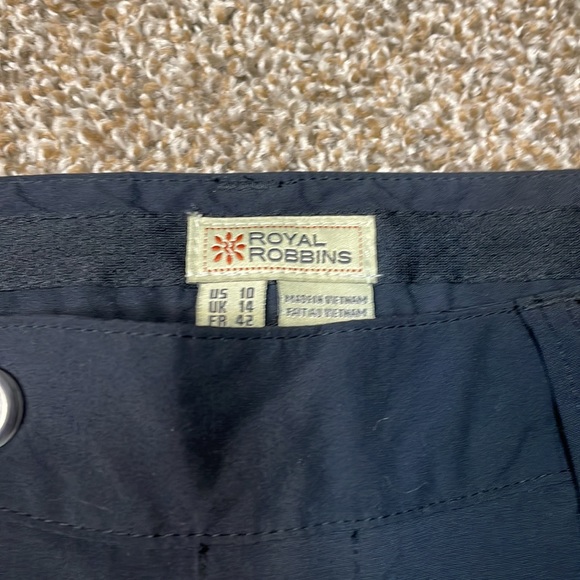 ROYAL
ROBBINS
US 10
UK 14
FR 42
MADE IN VIETNAM
FAIT AU VIETNAM